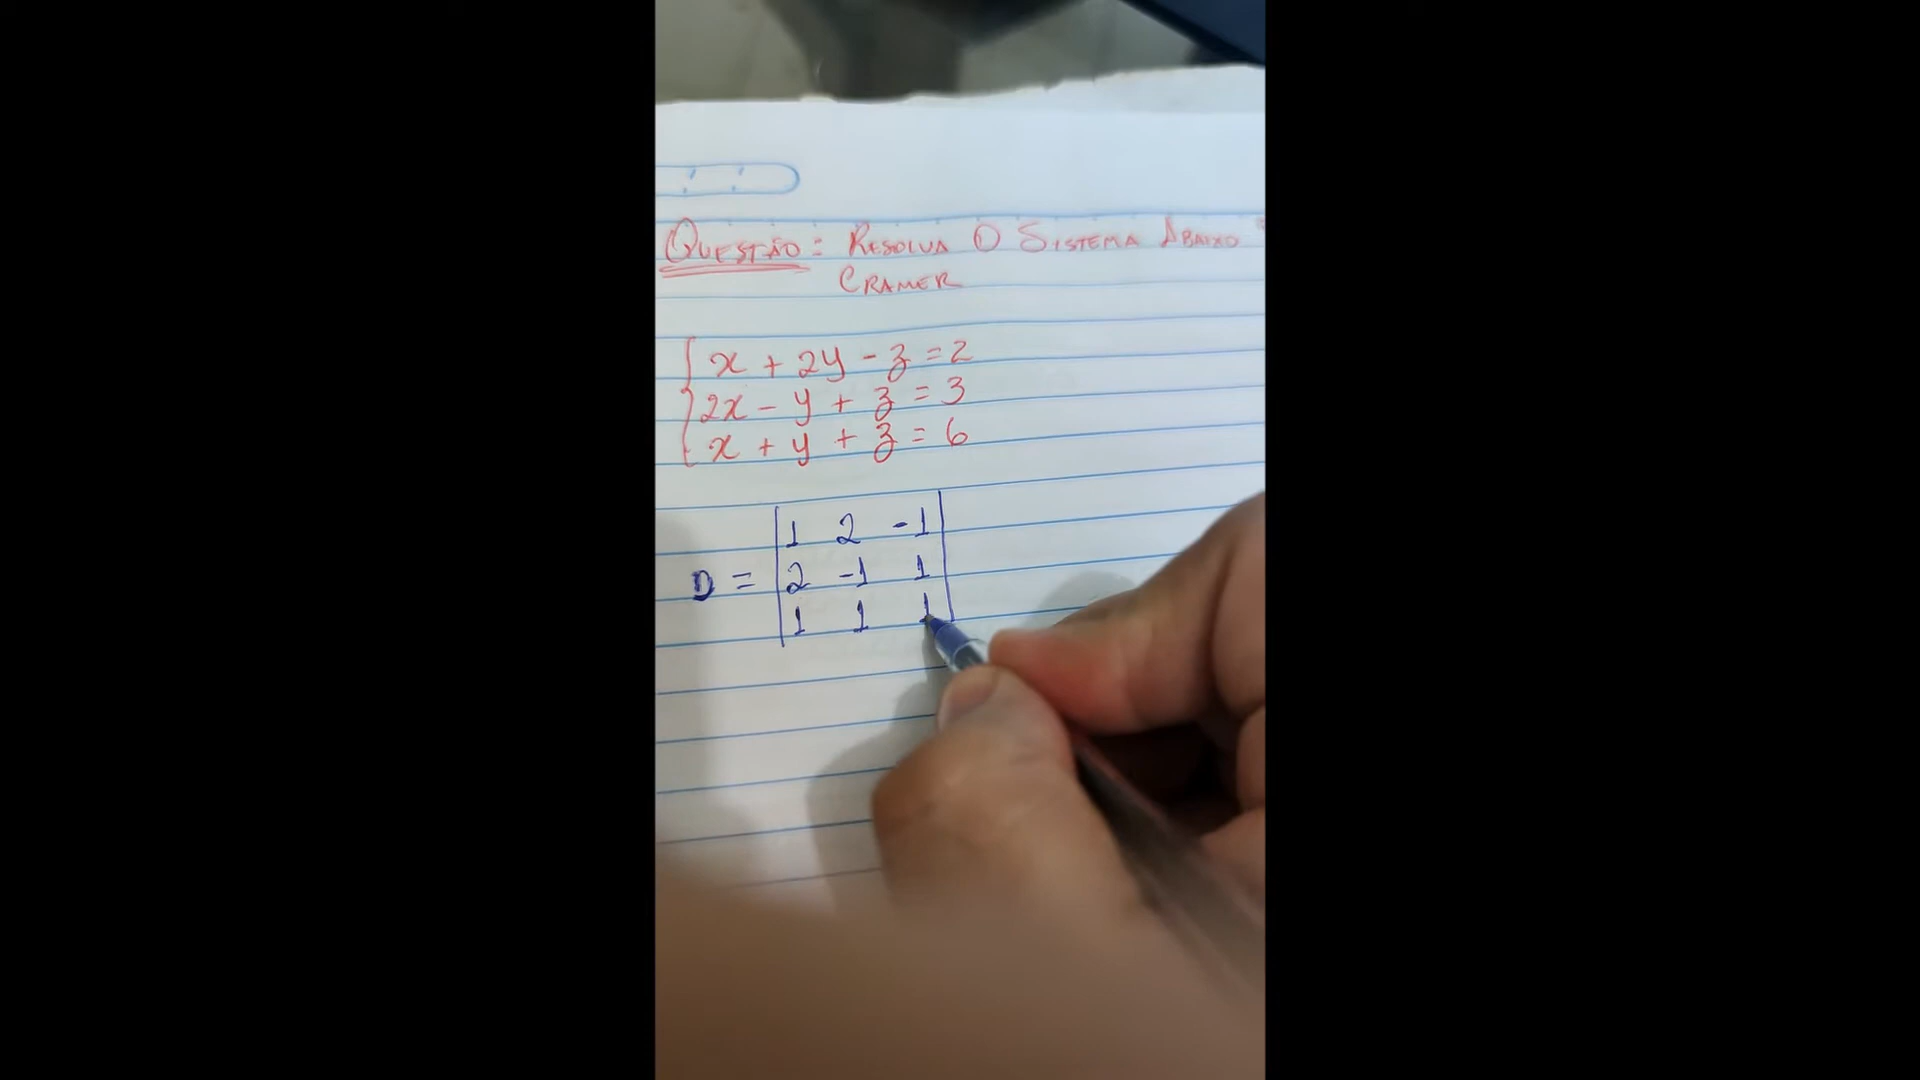 QUESTÃO: RESOLVA O SISTEMA ABAIXO
CRAMER
x + 2y - z = 2
2x - y + z = 3
x + y + z = 6
D = | 1 2 -1 |
| 2 -1 1 |
| 1 1 1 |